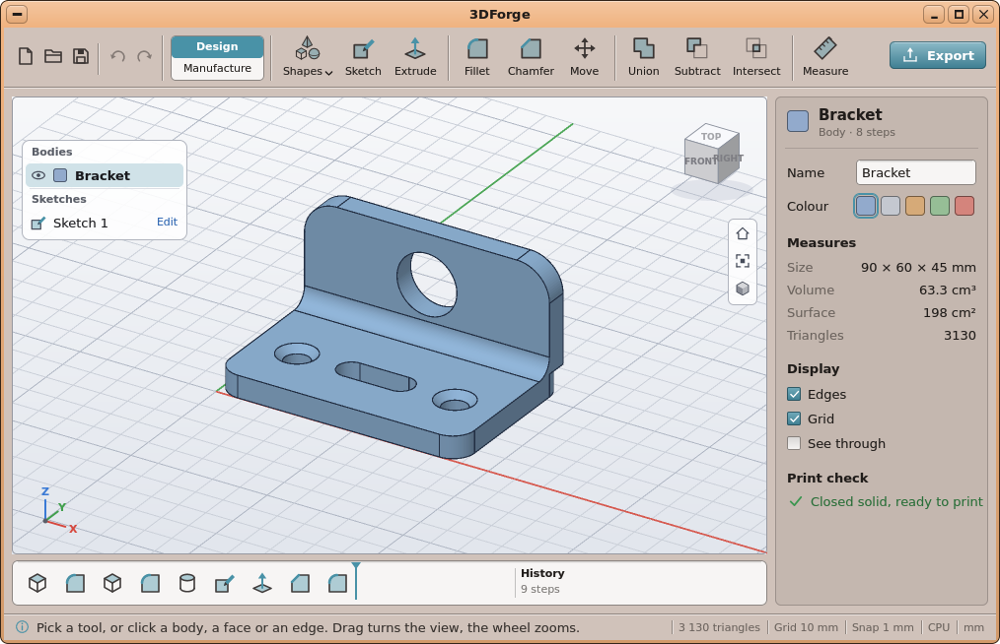 3DForge
Design
Manufacture
Shapes
Sketch
Extrude
Fillet
Chamfer
Move
Union
Subtract
Intersect
Measure
Export
Bodies
Bracket
Sketches
Sketch 1
Edit
TOP
FRONT
RIGHT
Z
Y
X
Bracket
Body · 8 steps
Name
Bracket
Colour
Measures
Size 90 × 60 × 45 mm
Volume 63.3 cm³
Surface 198 cm²
Triangles 3130
Display
Edges
Grid
See through
Print check
Closed solid, ready to print
History
9 steps
Pick a tool, or click a body, a face or an edge. Drag turns the view, the wheel zooms.
3 130 triangles
Grid 10 mm
Snap 1 mm
CPU
mm